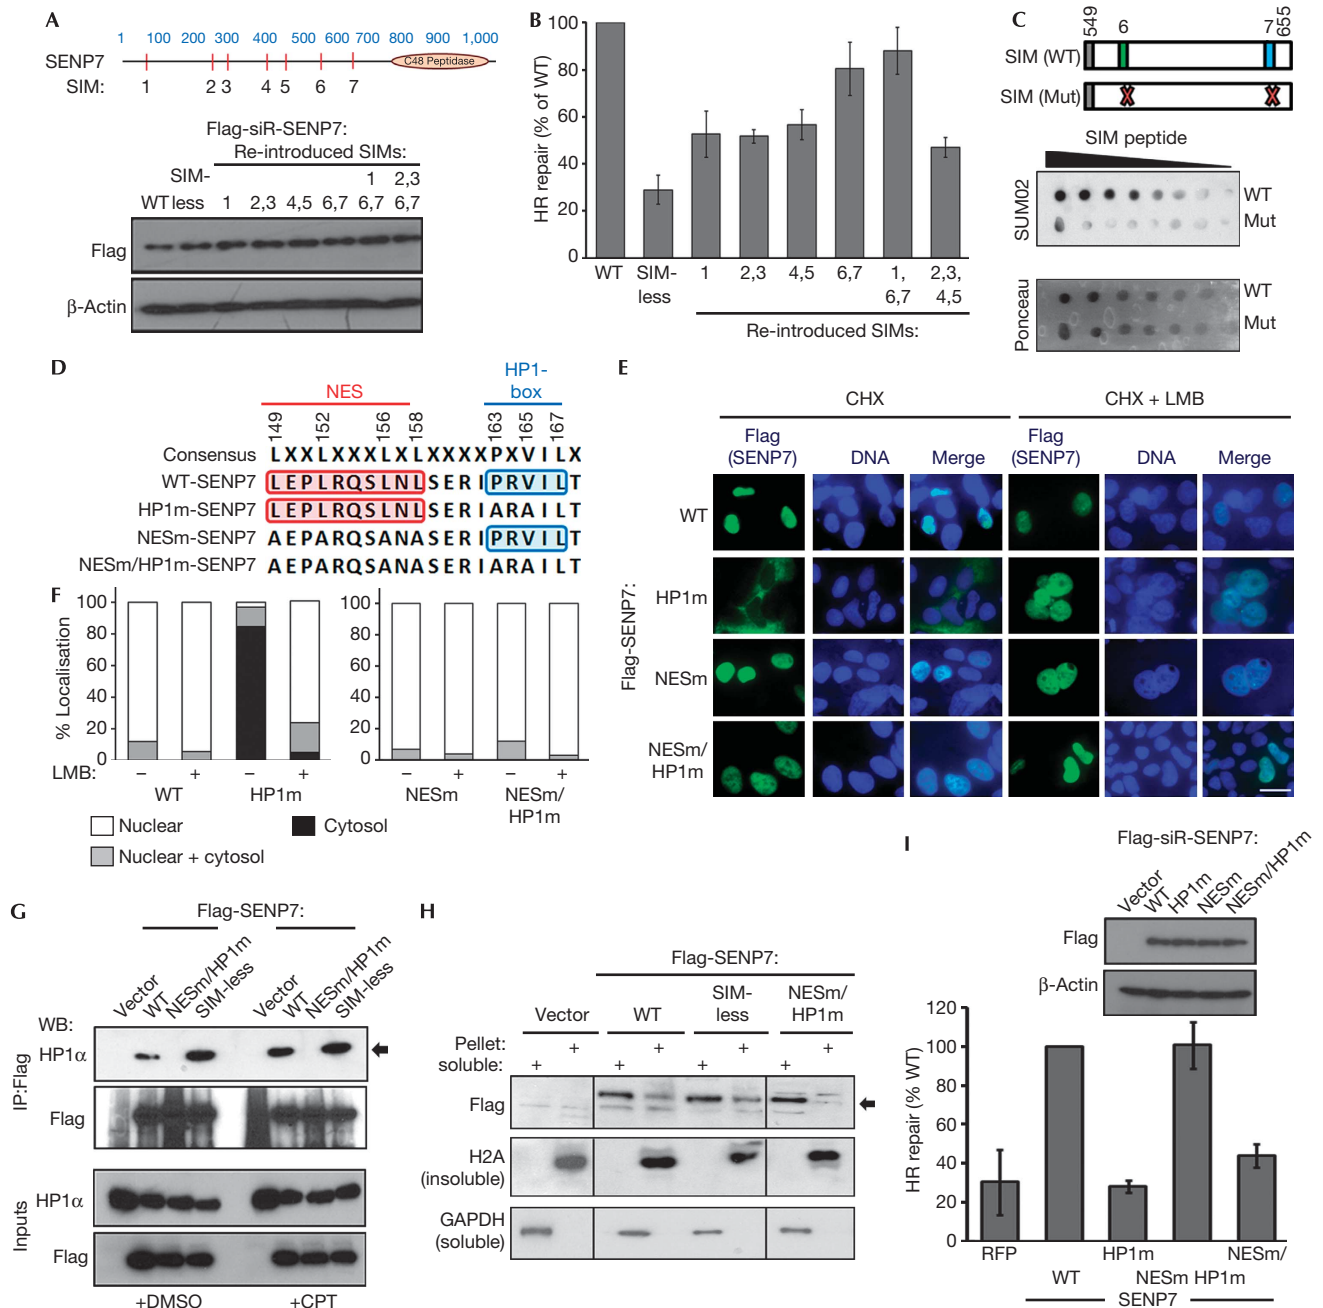 A
1 100 200 300 400 500 600 700 800 900 1,000
SENP7
C48 Peptidase
SIM: 1 2 3 4 5 6 7
Flag-siR-SENP7:
Re-introduced SIMs:
SIM- 1 2,3
WT less 1 2,3 4,5 6,7 6,7 6,7
Flag
β-Actin
B
HR repair (% of WT)
100
80
60
40
20
0
WT SIM- 1 2,3 4,5 6,7 1, 2,3,
less 6,7 4,5
Re-introduced SIMs:
C
549 6 7 655
SIM (WT)
SIM (Mut)
SIM peptide
SUM02
WT
Mut
Ponceau
WT
Mut
D
NES
HP1-
box
149 152 156 158 163 165 167
Consensus LXXLXXXLXLXXXXPXVILX
WT-SENP7 LEPLRQSLNLSERIPRVILT
HP1m-SENP7 LEPLRQSLNLSERIARAILT
NESm-SENP7 AEPARQSANASERIPRVILT
NESm/HP1m-SENP7 AEPARQSANASERIARAILT
E
CHX CHX + LMB
Flag Flag
(SENP7) DNA Merge (SENP7) DNA Merge
Flag-SENP7:
WT
HP1m
NESm
NESm/
HP1m
F
% Localisation
100 100
80 80
60 60
40 40
20 20
0 0
LMB: – + – + – + – +
WT HP1m NESm NESm/
HP1m
Nuclear Cytosol
Nuclear + cytosol
G
Flag-SENP7:
Vector WT NESm/HP1m SIM-less Vector WT NESm/HP1m SIM-less
WB:
IP:Flag
HP1α
Flag
Inputs
HP1α
Flag
+DMSO +CPT
H
Flag-SENP7:
SIM- NESm/
Vector WT less HP1m
Pellet: + + + +
soluble: + + + +
Flag
H2A
(insoluble)
GAPDH
(soluble)
I
Flag-siR-SENP7:
Vector WT HP1m NESm NESm/HP1m
Flag
β-Actin
HR repair (% WT)
120
100
80
60
40
20
0
RFP HP1m NESm/
WT NESm HP1m
SENP7